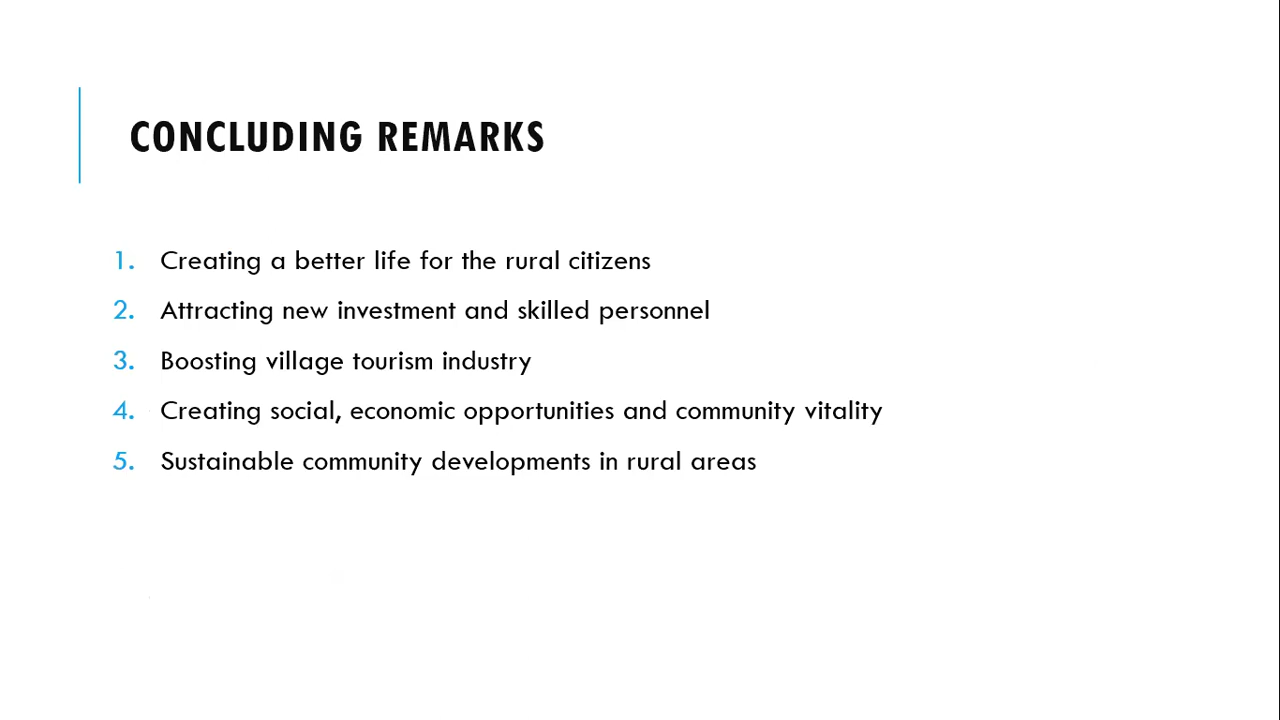 CONCLUDING REMARKS
1. Creating a better life for the rural citizens
2. Attracting new investment and skilled personnel
3. Boosting village tourism industry
4. Creating social, economic opportunities and community vitality
5. Sustainable community developments in rural areas